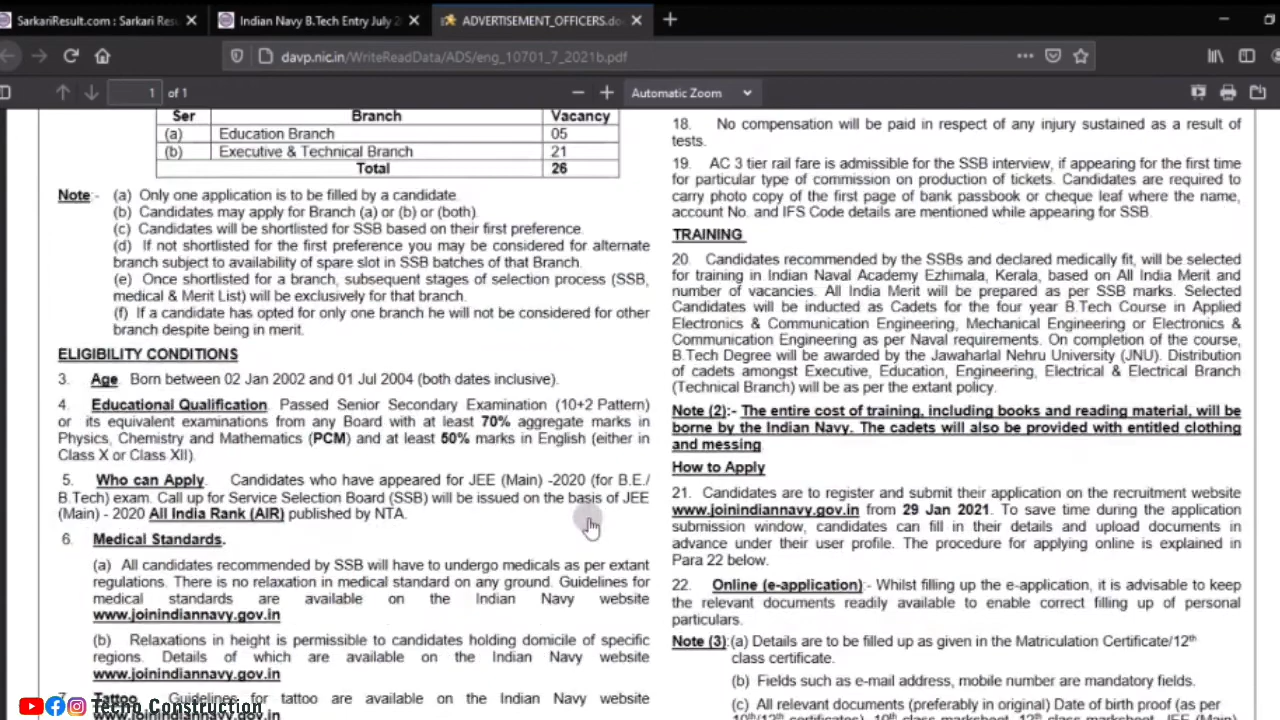 SarkariResult.com : Sarkari Res
Indian Navy B.Tech Entry July 2
ADVERTISEMENT_OFFICERS.do
davp.nic.in/WriteReadData/ADS/eng_10701_7_2021b.pdf
1 of 1
Automatic Zoom
Ser Branch Vacancy
(a) Education Branch 05
(b) Executive & Technical Branch 21
Total 26
Note:- (a) Only one application is to be filled by a candidate.
(b) Candidates may apply for Branch (a) or (b) or (both).
(c) Candidates will be shortlisted for SSB based on their first preference.
(d) If not shortlisted for the first preference you may be considered for alternate
branch subject to availability of spare slot in SSB batches of that Branch.
(e) Once shortlisted for a branch, subsequent stages of selection process (SSB,
medical & Merit List) will be exclusively for that branch.
(f) If a candidate has opted for only one branch he will not be considered for other
branch despite being in merit.
ELIGIBILITY CONDITIONS
3. Age. Born between 02 Jan 2002 and 01 Jul 2004 (both dates inclusive).
4. Educational Qualification. Passed Senior Secondary Examination (10+2 Pattern)
or its equivalent examinations from any Board with at least 70% aggregate marks in
Physics, Chemistry and Mathematics (PCM) and at least 50% marks in English (either in
Class X or Class XII).
5. Who can Apply. Candidates who have appeared for JEE (Main) -2020 (for B.E./
B.Tech) exam. Call up for Service Selection Board (SSB) will be issued on the basis of JEE
(Main) - 2020 All India Rank (AIR) published by NTA.
6 Medical Standards.
(a) All candidates recommended by SSB will have to undergo medicals as per extant
regulations. There is no relaxation in medical standard on any ground. Guidelines for
medical standards are available on the Indian Navy website
www.joinindiannavy.gov.in
(b) Relaxations in height is permissible to candidates holding domicile of specific
regions. Details of which are available on the Indian Navy website
www.joinindiannavy.gov.in
7. Tattoo. Guidelines for tattoo are available on the Indian Navy website
www.joinindiannavy.gov.in
18. No compensation will be paid in respect of any injury sustained as a result of
tests.
19. AC 3 tier rail fare is admissible for the SSB interview, if appearing for the first time
for particular type of commission on production of tickets. Candidates are required to
carry photo copy of the first page of bank passbook or cheque leaf where the name,
account No. and IFS Code details are mentioned while appearing for SSB.
TRAINING
20. Candidates recommended by the SSBs and declared medically fit, will be selected
for training in Indian Naval Academy Ezhimala, Kerala, based on All India Merit and
number of vacancies. All India Merit will be prepared as per SSB marks. Selected
Candidates will be inducted as Cadets for the four year B.Tech Course in Applied
Electronics & Communication Engineering, Mechanical Engineering or Electronics &
Communication Engineering as per Naval requirements. On completion of the course,
B.Tech Degree will be awarded by the Jawaharlal Nehru University (JNU). Distribution
of cadets amongst Executive, Education, Engineering, Electrical & Electrical Branch
(Technical Branch) will be as per the extant policy.
Note (2):- The entire cost of training, including books and reading material, will be
borne by the Indian Navy. The cadets will also be provided with entitled clothing
and messing
How to Apply
21. Candidates are to register and submit their application on the recruitment website
www.joinindiannavy.gov.in from 29 Jan 2021. To save time during the application
submission window, candidates can fill in their details and upload documents in
advance under their user profile. The procedure for applying online is explained in
Para 22 below.
22. Online (e-application):- Whilst filling up the e-application, it is advisable to keep
the relevant documents readily available to enable correct filling up of personal
particulars.
Note (3):(a) Details are to be filled up as given in the Matriculation Certificate/12th
class certificate.
(b) Fields such as e-mail address, mobile number are mandatory fields.
(c) All relevant documents (preferably in original) Date of birth proof (as per
10th/12th certificates), 10th class marksheet, 12th class marksheet, JEE (Main)
Tecno Construction